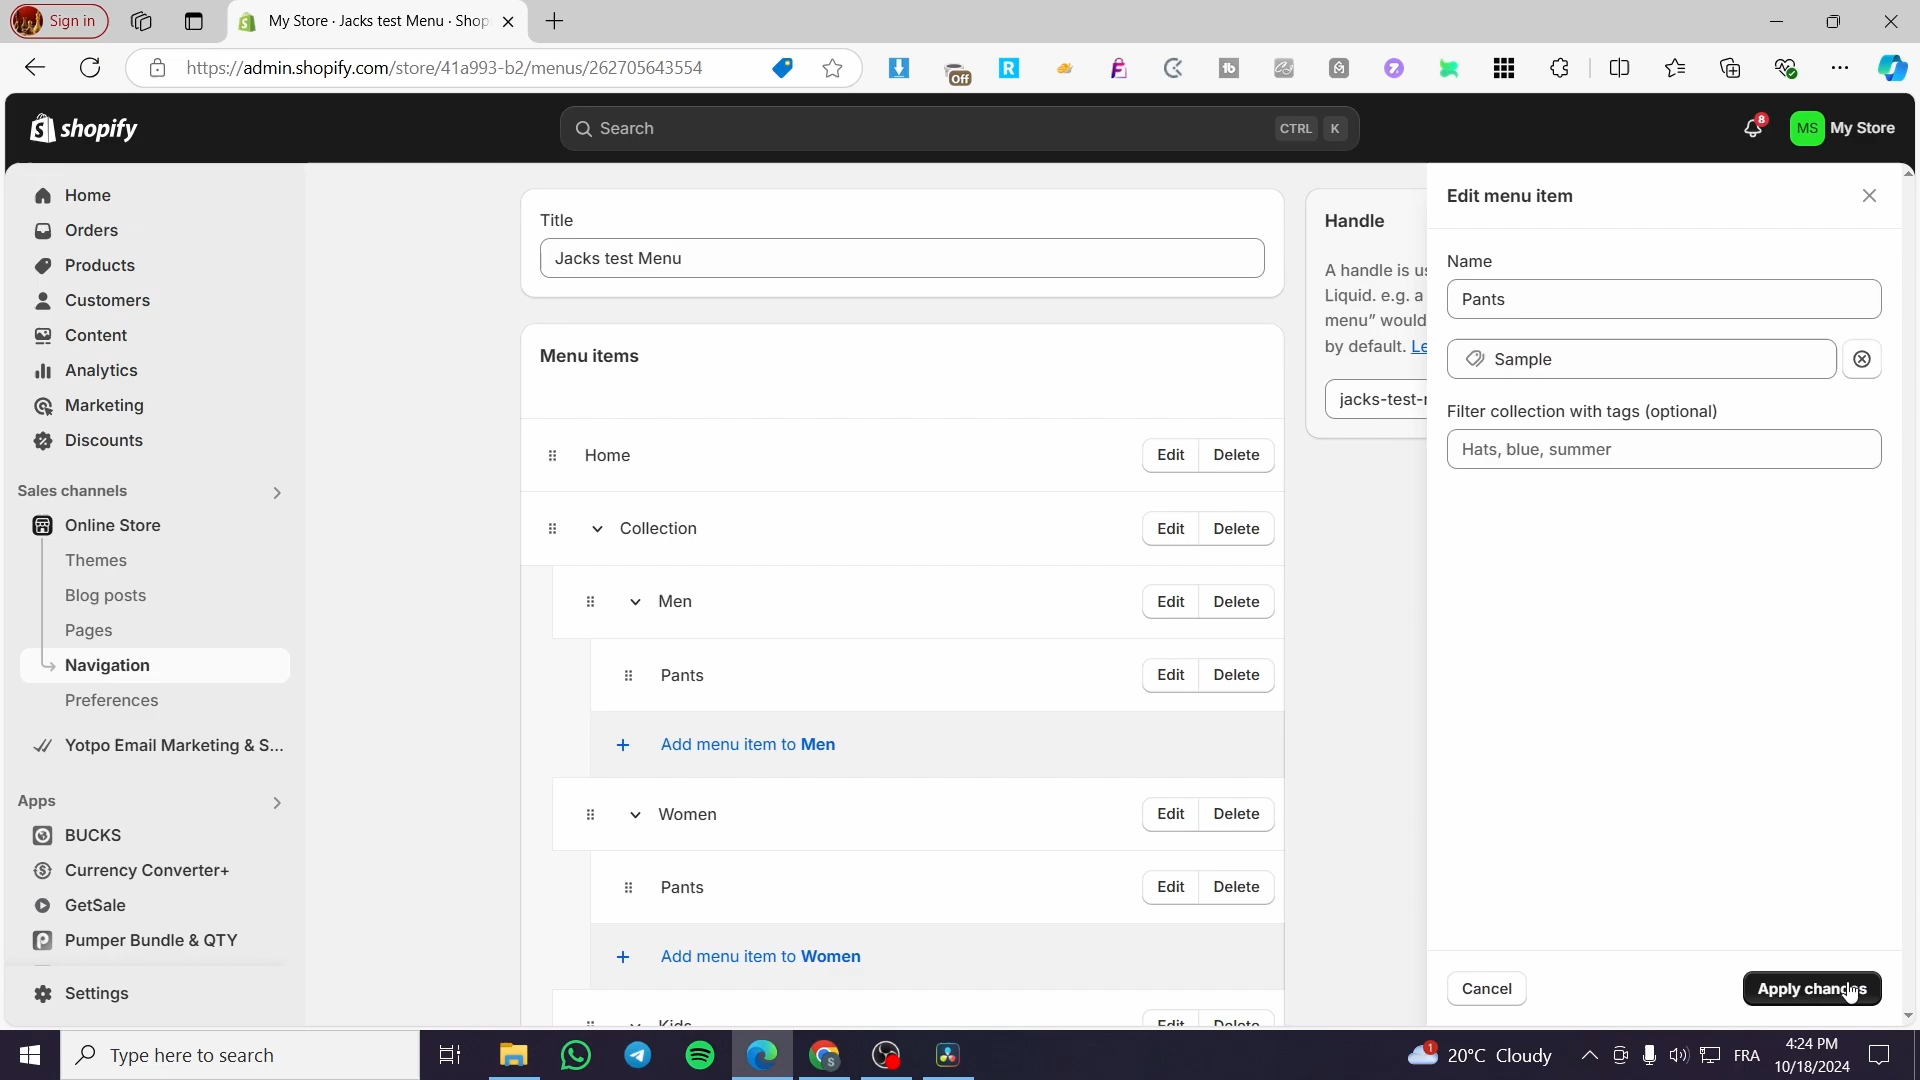 Sign in
My Store · Jacks test Menu · Shop
https://admin.shopify.com/store/41a993-b2/menus/262705643554
Off
shopify
Search
CTRL K
8
MS
My Store
Home
Orders
Products
Customers
Content
Analytics
Marketing
Discounts
Sales channels
Online Store
Themes
Blog posts
Pages
Navigation
Preferences
Yotpo Email Marketing & S...
Apps
BUCKS
Currency Converter+
GetSale
Pumper Bundle & QTY
Settings
Title
Jacks test Menu
Menu items
Home
Edit Delete
Collection
Edit Delete
Men
Edit Delete
Pants
Edit Delete
Add menu item to Men
Women
Edit Delete
Pants
Edit Delete
Add menu item to Women
Kids
Edit Delete
Handle
A handle is us
Liquid. e.g. a
menu” would
by default. Le
jacks-test-
Edit menu item
Name
Pants
Sample
Filter collection with tags (optional)
Hats, blue, summer
Cancel
Apply changes
Type here to search
1
20°C Cloudy
FRA
4:24 PM
10/18/2024